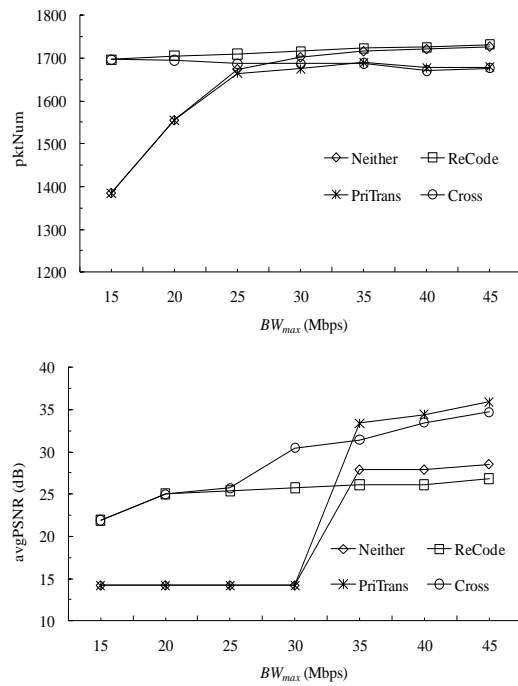 1800
1700
1600
1500
1400
1300
1200
pktNum
Neither ReCode
PriTrans Cross
15 20 25 30 35 40 45
BWmax (Mbps)
40
35
30
25
20
15
10
avgPSNR (dB)
Neither ReCode
PriTrans Cross
15 20 25 30 35 40 45
BWmax (Mbps)